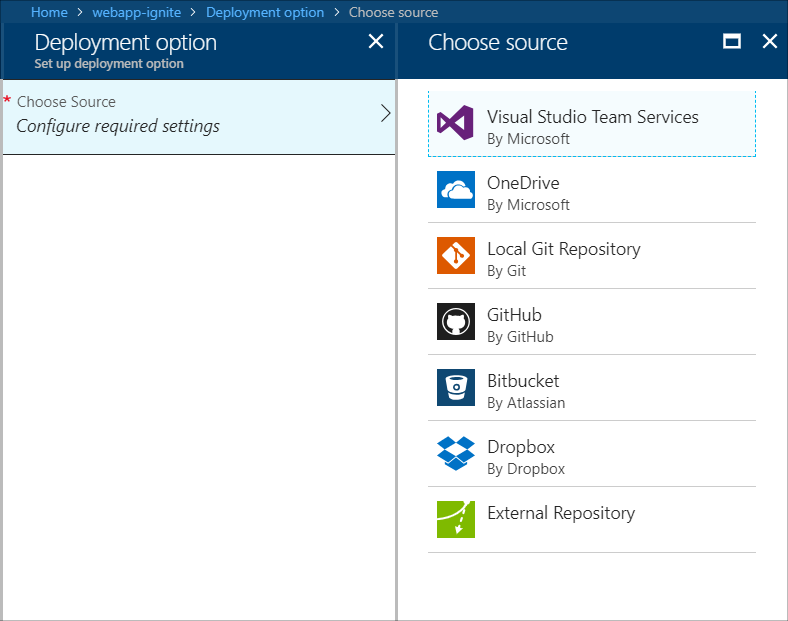 Home > webapp-ignite > Deployment option > Choose source
Deployment option
Set up deployment option
* Choose Source
Configure required settings
Choose source
Visual Studio Team Services
By Microsoft
OneDrive
By Microsoft
Local Git Repository
By Git
GitHub
By GitHub
Bitbucket
By Atlassian
Dropbox
By Dropbox
External Repository